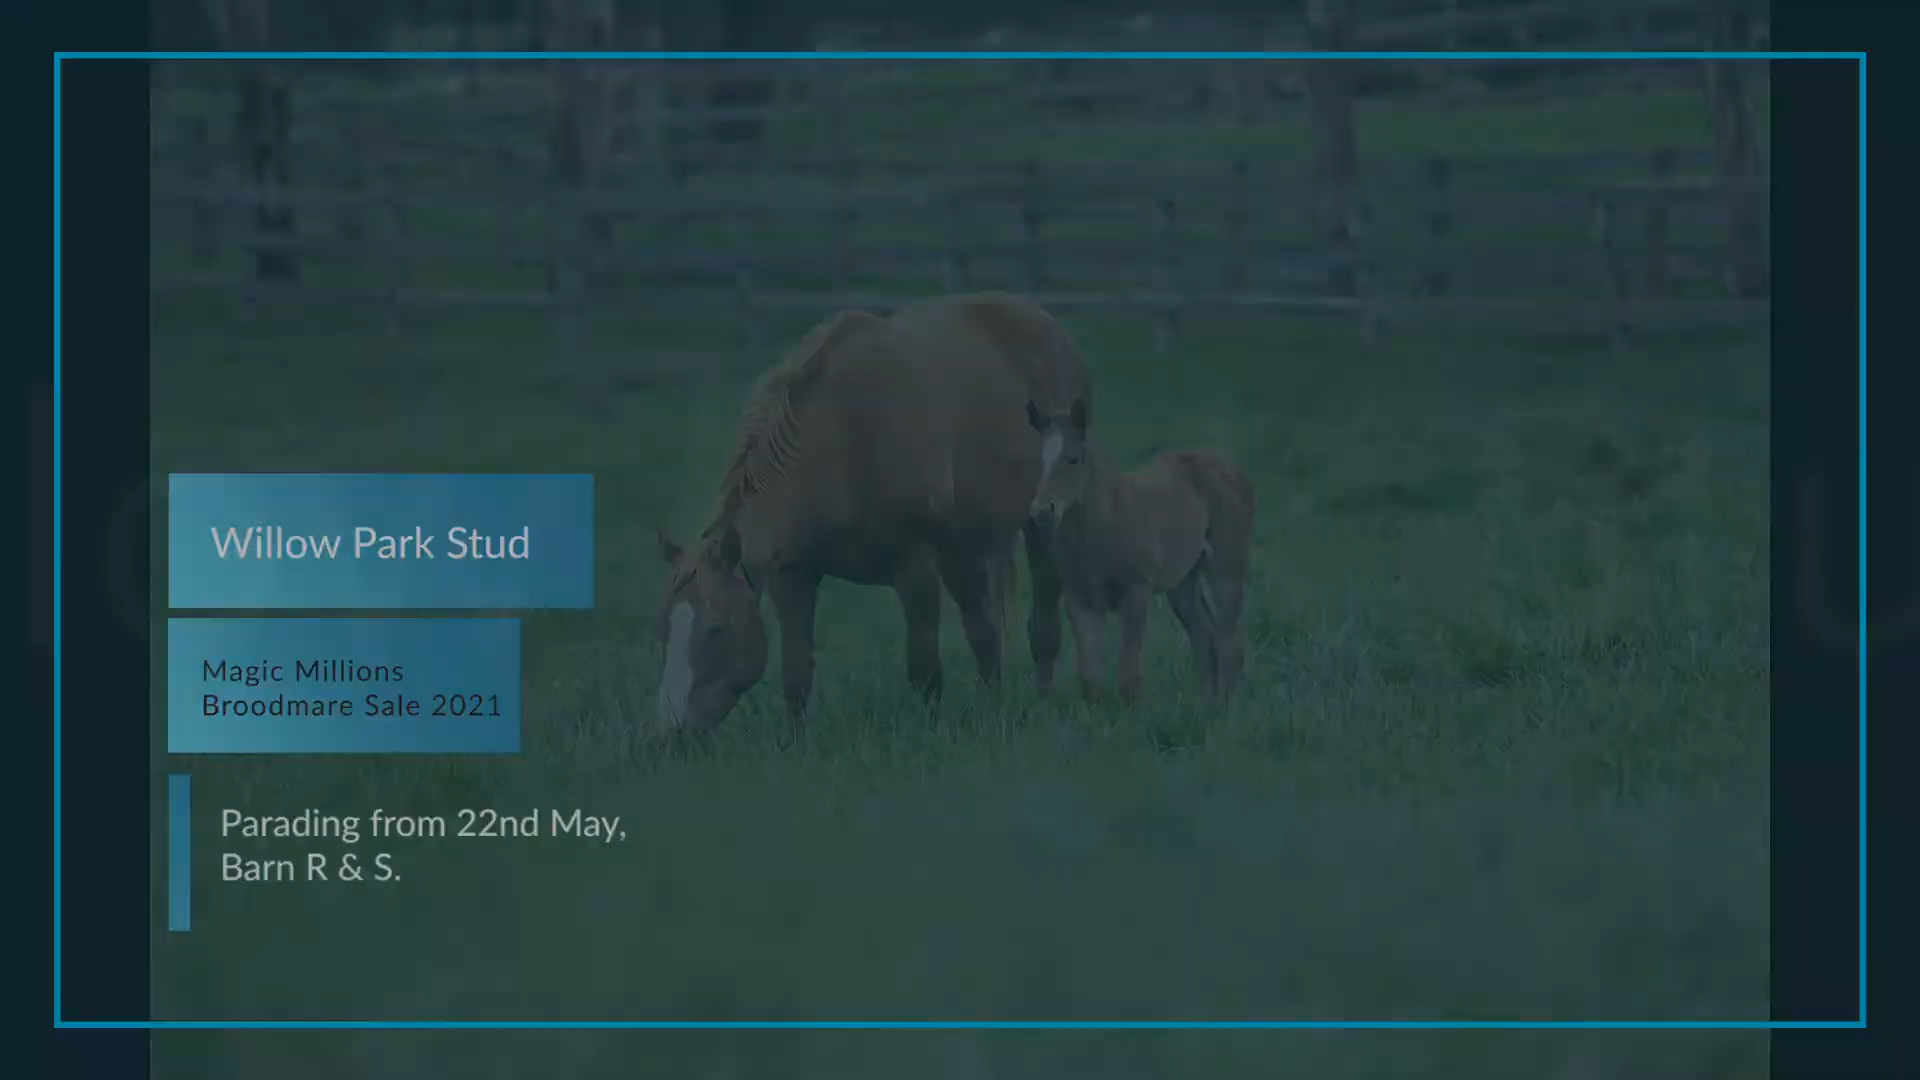 Willow Park Stud
Magic Millions
Broodmare Sale 2021
Parading from 22nd May,
Barn R & S.